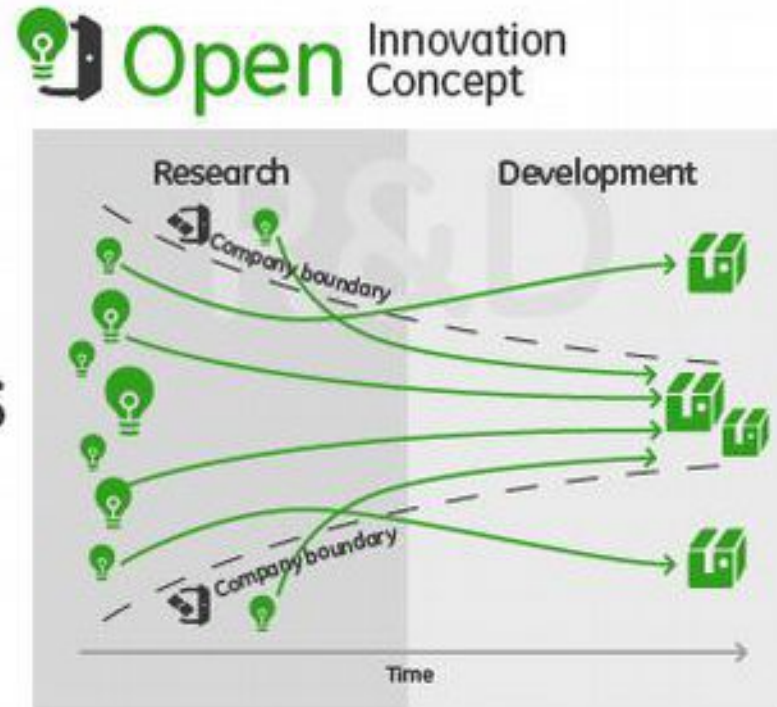 Open Innovation
Concept
R&D
Research
Development
Company boundary
Company boundary
Time